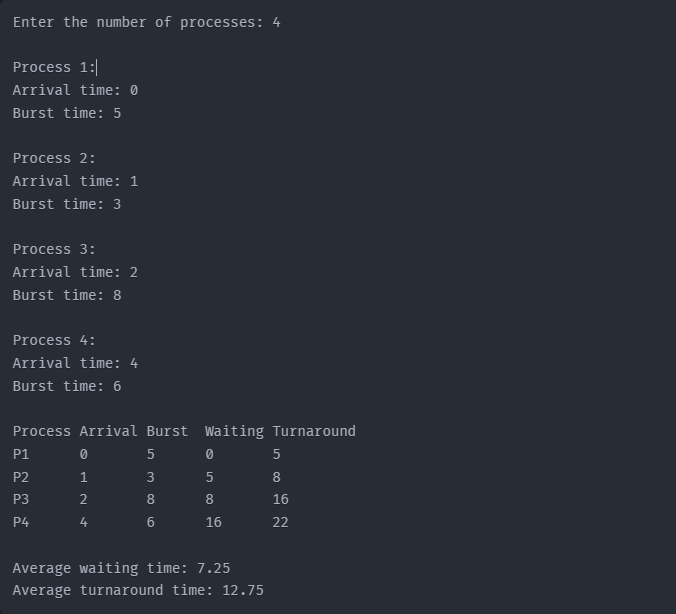 Enter the number of processes: 4
Process 1:
Arrival time: 0
Burst time: 5
Process 2:
Arrival time: 1
Burst time: 3
Process 3:
Arrival time: 2
Burst time: 8
Process 4:
Arrival time: 4
Burst time: 6
Process Arrival Burst  Waiting Turnaround
P1      0       5      0       5
P2      1       3      5       8
P3      2       8      8       16
P4      4       6      16      22
Average waiting time: 7.25
Average turnaround time: 12.75